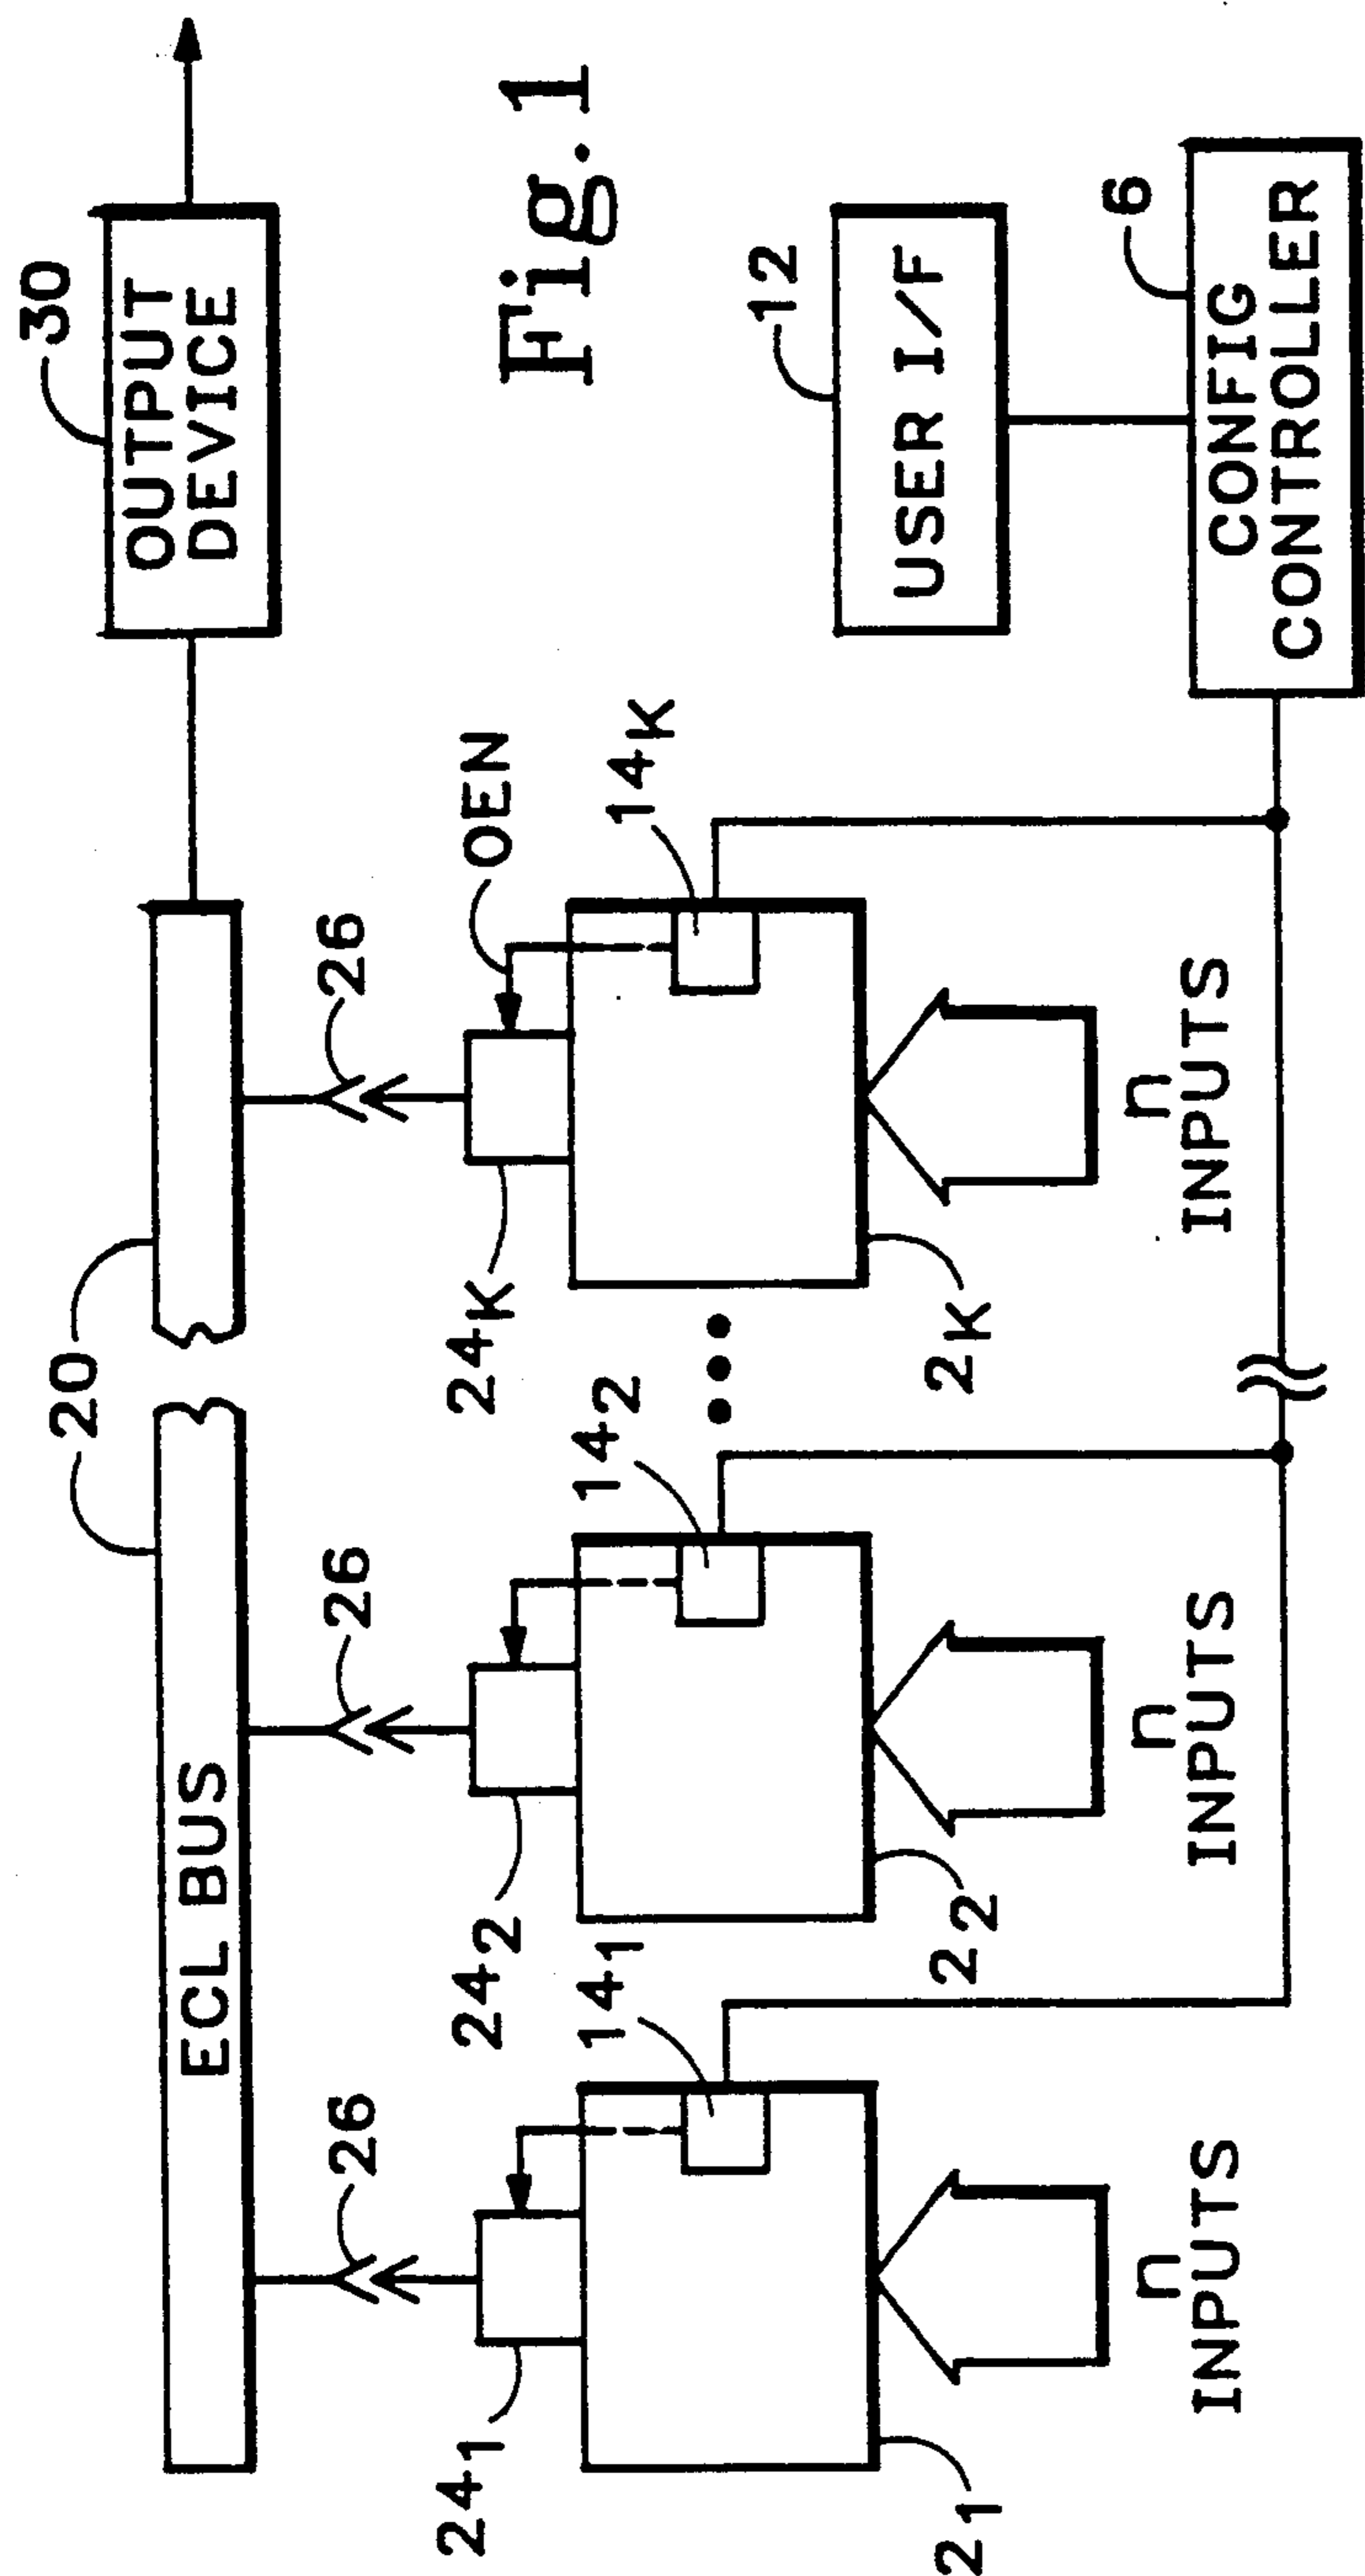 30
OUTPUT
DEVICE
20
ECL BUS
26
26
26
Fig. 1
OEN
24₁
24₂
24K
14₁
14₂
14K
12
USER I/F
2₁
2₂
2K
6
CONFIG
CONTROLLER
n
INPUTS
n
INPUTS
n
INPUTS